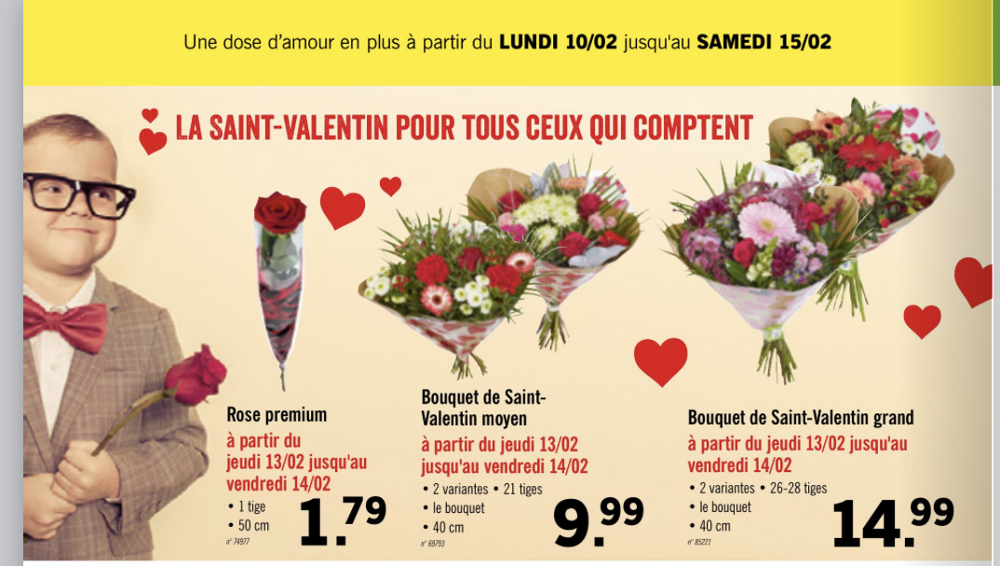 Une dose d'amour en plus à partir du LUNDI 10/02 jusqu'au SAMEDI 15/02
LA SAINT-VALENTIN POUR TOUS CEUX QUI COMPTENT
Rose premium
à partir du
jeudi 13/02 jusqu'au
vendredi 14/02
• 1 tige
• 50 cm
n° 74977
1.79
Bouquet de Saint-
Valentin moyen
à partir du jeudi 13/02
jusqu'au vendredi 14/02
• 2 variantes • 21 tiges
• le bouquet
• 40 cm
n° 69793
9.99
Bouquet de Saint-Valentin grand
à partir du jeudi 13/02 jusqu'au
vendredi 14/02
• 2 variantes • 26-28 tiges
• le bouquet
• 40 cm
n° 85221
14.99